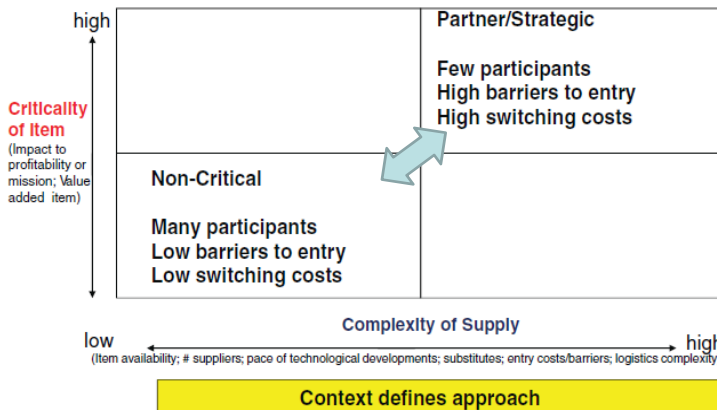 high
Partner/Strategic
Few participants
High barriers to entry
High switching costs
Criticality
of Item
(Impact to
profitability or
mission; Value
added item)
Non-Critical
Many participants
Low barriers to entry
Low switching costs
Complexity of Supply
low
high
(Item availability; # suppliers; pace of technological developments; substitutes; entry costs/barriers; logistics complexity
Context defines approach